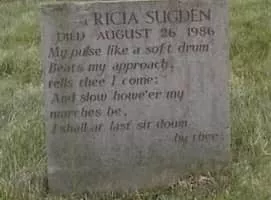 RICIA SUGDEN
DIED AUGUST 26 1986
My pulse like a soft drum
Beats my approach,
tells thee I come:
And slow howe'er my
marches be,
I shall at last sit down
by thee.